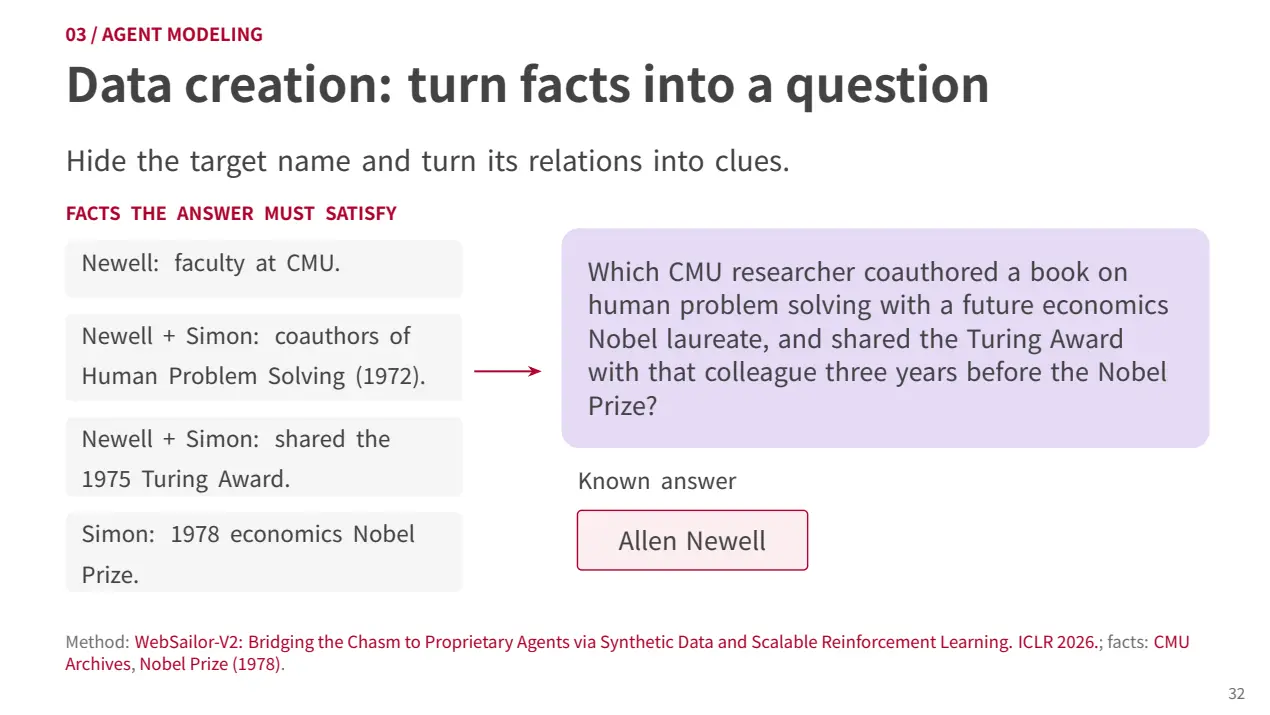 03 / AGENT MODELING
Data creation: turn facts into a question
Hide the target name and turn its relations into clues.
FACTS THE ANSWER MUST SATISFY
Newell: faculty at CMU.
Newell + Simon: coauthors of
Human Problem Solving (1972).
Newell + Simon: shared the
1975 Turing Award.
Simon: 1978 economics Nobel
Prize.
Which CMU researcher coauthored a book on
human problem solving with a future economics
Nobel laureate, and shared the Turing Award
with that colleague three years before the Nobel
Prize?
Known answer
Allen Newell
Method: WebSailor-V2: Bridging the Chasm to Proprietary Agents via Synthetic Data and Scalable Reinforcement Learning. ICLR 2026.; facts: CMU
Archives, Nobel Prize (1978).
32